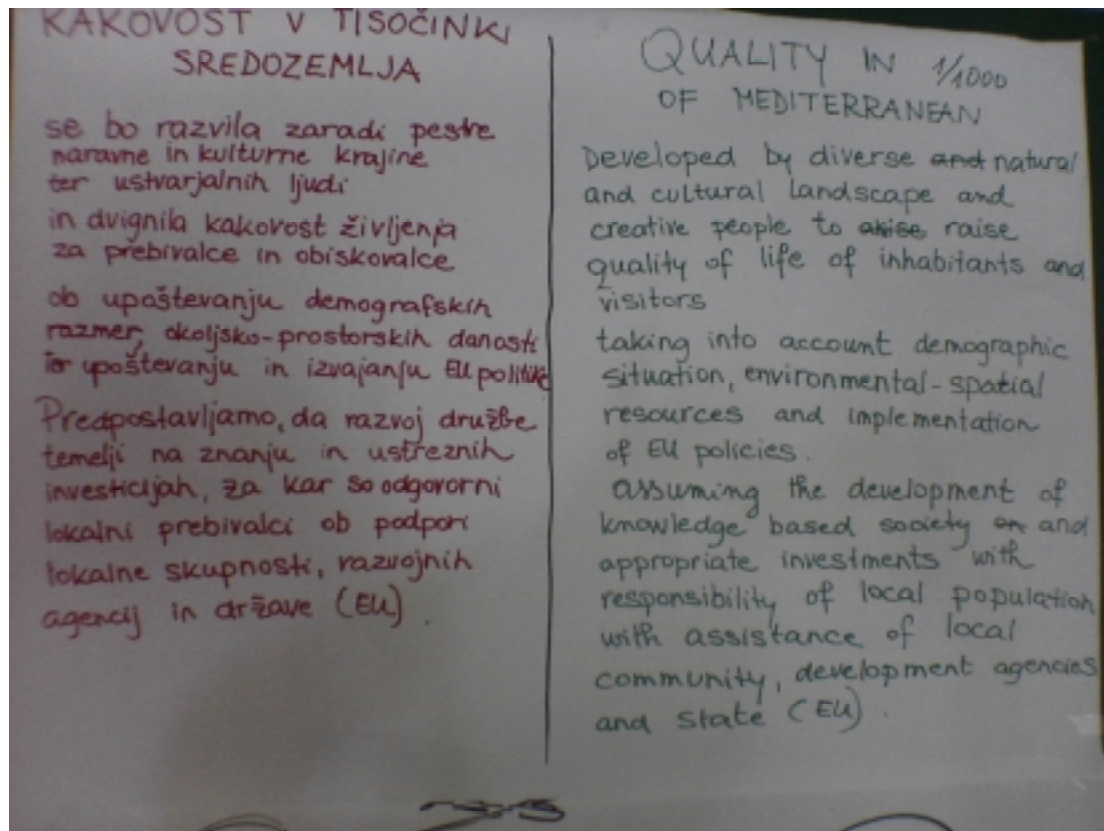 KAKOVOST V TISOČINKI
SREDOZEMLJA
se bo razvila zaradi pestre
naravne in kulturne krajine
ter ustvarjalnih ljudi
in dvignila kakovost življenja
za prebivalce in obiskovalce
ob upoštevanju demografskih
razmer, okoljsko-prostorskih danosti
ter upoštevanju in izvajanju EU politik
Predpostavljamo, da razvoj družbe
temelji na znanju in ustreznih
investicijah, za kar so odgovorni
lokalni prebivalci ob podpori
lokalne skupnosti, razvojnih
agencij in države (EU).
QUALITY IN 1/1000
OF MEDITERRANEAN
Developed by diverse and natural
and cultural landscape and
creative people to arise raise
quality of life of inhabitants and
visitors
taking into account demographic
situation, environmental-spatial
resources and implementation
of EU policies.
assuming the development of
knowledge based society on and
appropriate investments with
responsibility of local population
with assistance of local
community, development agencies
and state (EU).